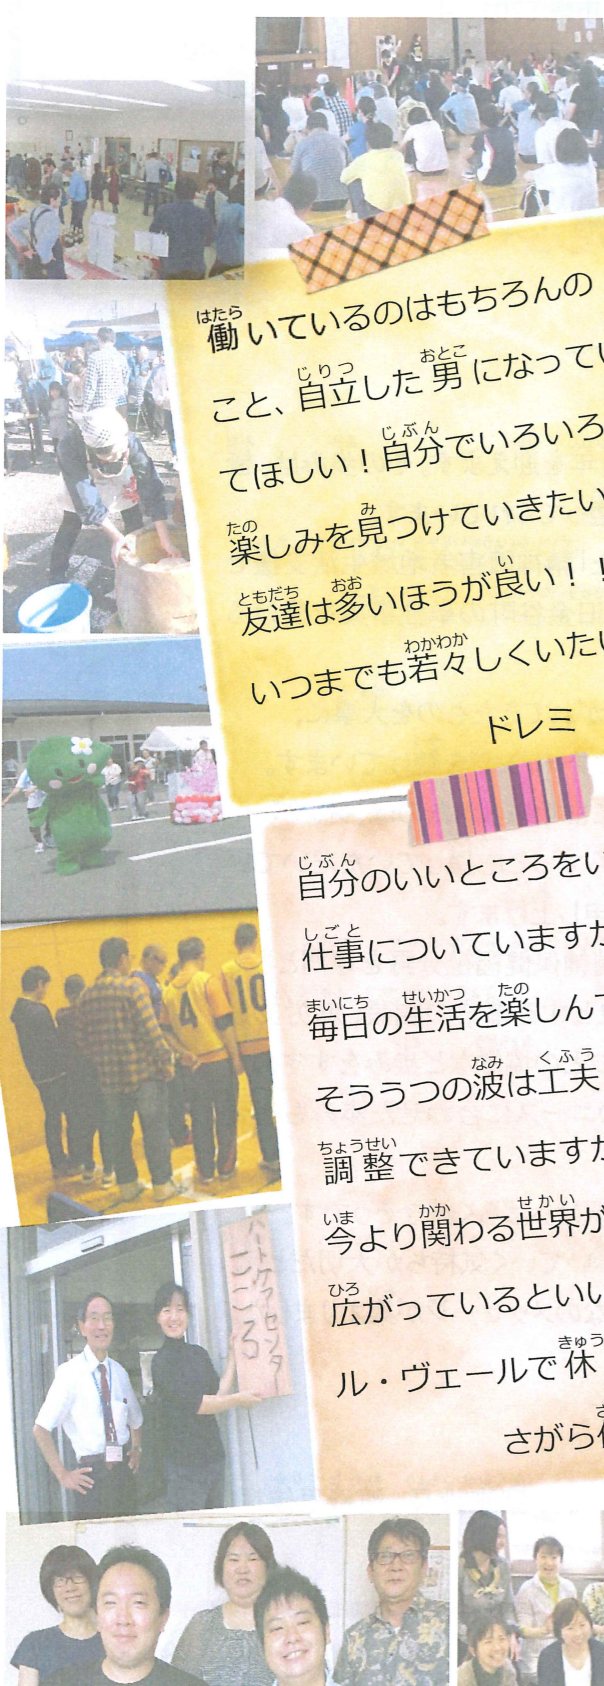 働いているのはもちろんの
こと、自立した男になってい
てほしい！自分でいろいろ
楽しみを見つけていきたい
友達は多いほうが良い！！
いつまでも若々しくいたい
ドレミ
自分のいいところをい
仕事についていますか
毎日の生活を楽しんで
そううつの波は工夫
調整できていますか
今より関わる世界が
広がっているといい
ル・ヴェールで休
さがら
4
10
ハートケアセンター
こころ